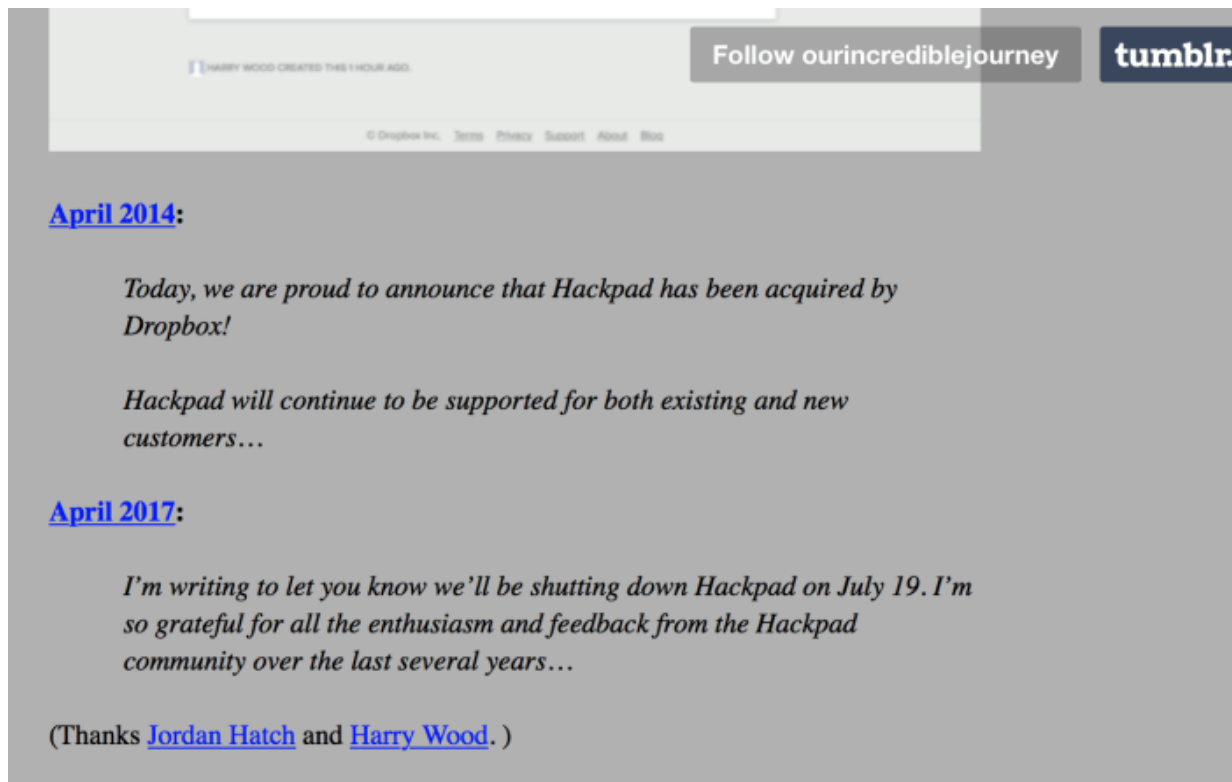 Follow ourincrediblejourney
tumblr.
HARRY WOOD CREATED THIS 1 HOUR AGO.
© Dropbox Inc. Terms Privacy Support About Blog
April 2014:
Today, we are proud to announce that Hackpad has been acquired by
Dropbox!
Hackpad will continue to be supported for both existing and new
customers…
April 2017:
I’m writing to let you know we’ll be shutting down Hackpad on July 19. I’m
so grateful for all the enthusiasm and feedback from the Hackpad
community over the last several years…
(Thanks Jordan Hatch and Harry Wood. )